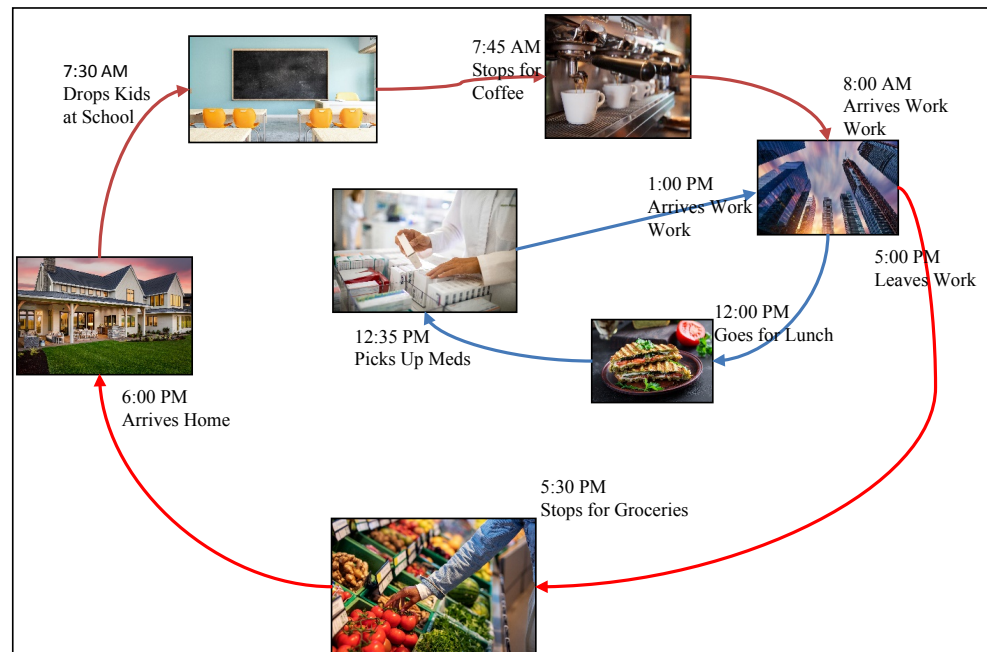 7:30 AM
Drops Kids
at School
7:45 AM
Stops for
Coffee
8:00 AM
Arrives Work
Work
1:00 PM
Arrives Work
Work
5:00 PM
Leaves Work
12:00 PM
Goes for Lunch
12:35 PM
Picks Up Meds
6:00 PM
Arrives Home
5:30 PM
Stops for Groceries